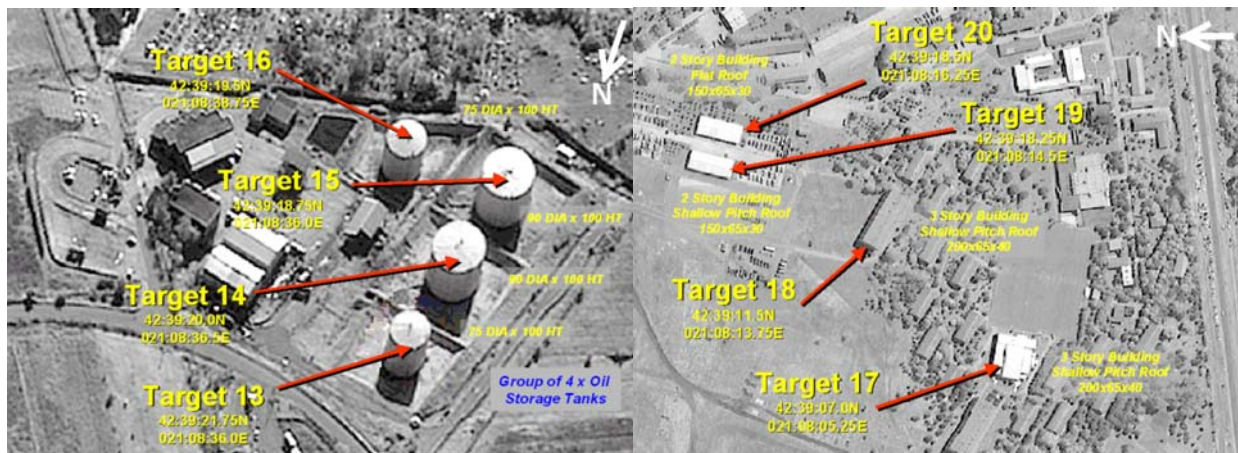 Target 16
42:39:19.5N
021:08:38.75E
N
75 DIA x 100 HT
Target 15
42:39:18.75N
021:08:36.0E
90 DIA x 100 HT
Target 14
42:39:20.0N
021:08:36.5E
90 DIA x 100 HT
75 DIA x 100 HT
Target 13
42:39:21.75N
021:08:36.0E
Group of 4 x Oil
Storage Tanks
Target 20
42:39:18.5N
021:08:16.25E
N
Story Building
Flat Roof
150x65x30
Target 19
42:39:18.25N
021:08:14.5E
2 Story Building
Shallow Pitch Roof
150x65x30
3 Story Building
Shallow Pitch Roof
200x65x40
Target 18
42:39:11.5N
021:08:13.75E
Story Building
Shallow Pitch Roof
200x65x40
Target 17
42:39:07.0N
021:08:05.25E